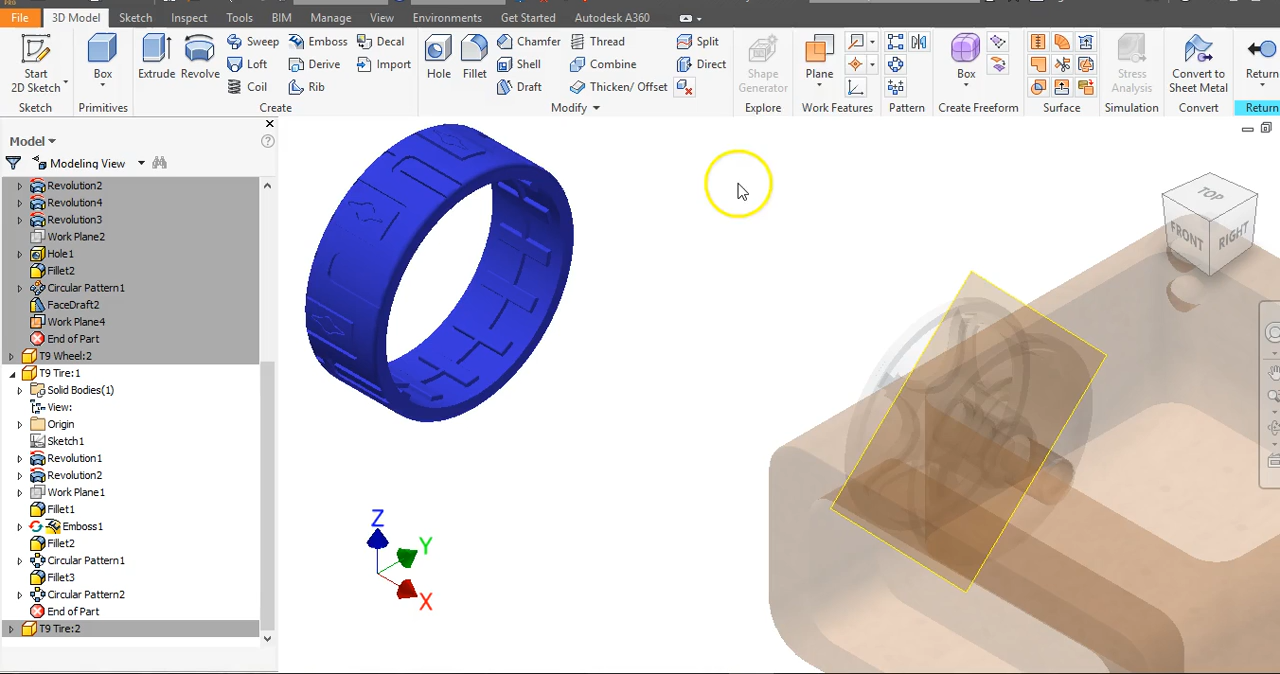 PRO
File 3D Model Sketch Inspect Tools BIM Manage View Environments Get Started Autodesk A360
Sweep Emboss Decal Chamfer Thread Split
Loft Derive Import Shell Combine Direct
Coil Rib Draft Thicken/ Offset
Start
2D Sketch
Box
Extrude Revolve
Hole Fillet
Shape
Generator
Plane
Box
Stress
Analysis
Convert to
Sheet Metal
Return
Sketch Primitives Create Modify Explore Work Features Pattern Create Freeform Surface Simulation Convert Return
Model
Modeling View
Revolution2
Revolution4
Revolution3
Work Plane2
Hole1
Fillet2
Circular Pattern1
FaceDraft2
Work Plane4
End of Part
T9 Wheel:2
T9 Tire:1
Solid Bodies(1)
View:
Origin
Sketch1
Revolution1
Revolution2
Work Plane1
Fillet1
Emboss1
Fillet2
Circular Pattern1
Fillet3
Circular Pattern2
End of Part
T9 Tire:2
TOP
FRONT RIGHT
Z
Y
X